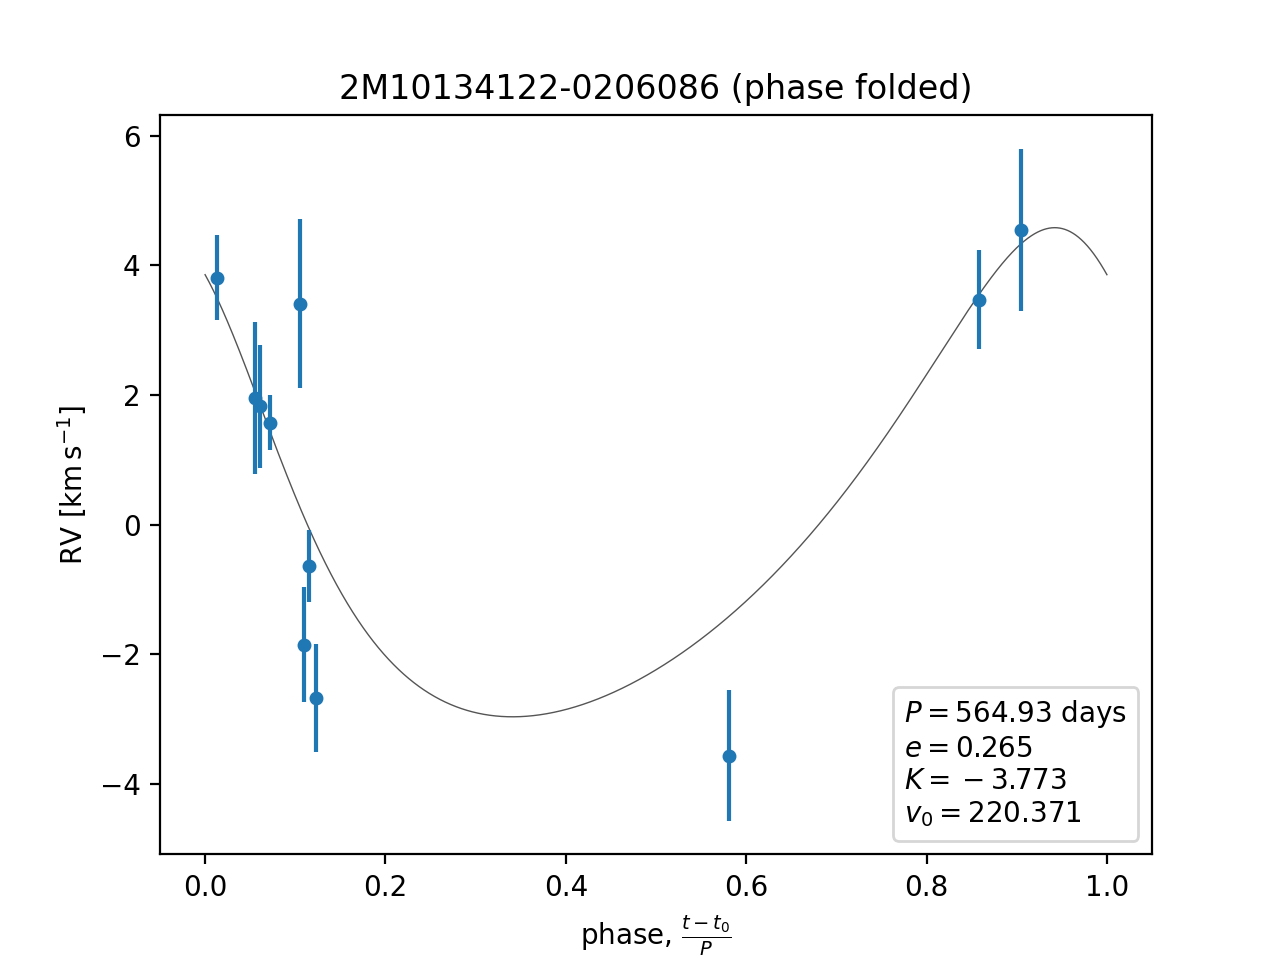 2M10134122-0206086 (phase folded)
RV [km s⁻¹]
6
4
2
0
−2
−4
P = 564.93 days
e = 0.265
K = −3.773
v₀ = 220.371
0.0 0.2 0.4 0.6 0.8 1.0
phase, (t − t₀)/P